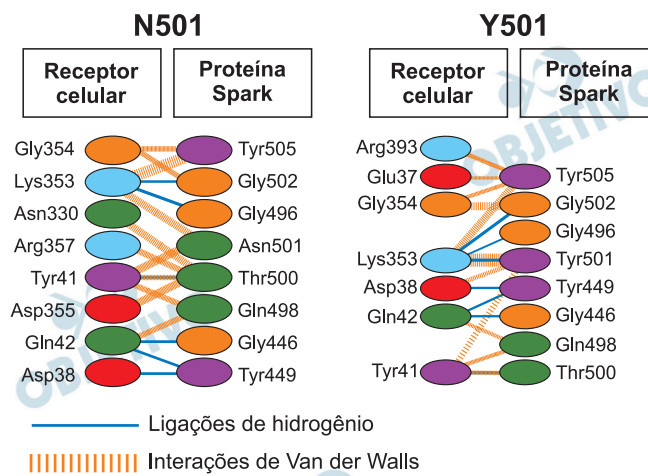 N501
Y501
Receptor
celular
Proteína
Spark
Receptor
celular
Proteína
Spark
Gly354
Lys353
Asn330
Arg357
Tyr41
Asp355
Gln42
Asp38
Tyr505
Gly502
Gly496
Asn501
Thr500
Gln498
Gly446
Tyr449
Arg393
Glu37
Gly354
Lys353
Asp38
Gln42
Tyr41
Tyr505
Gly502
Gly496
Tyr501
Tyr449
Gly446
Gln498
Thr500
Ligações de hidrogênio
Interações de Van der Walls
OBJETIVO
OBJETIVO